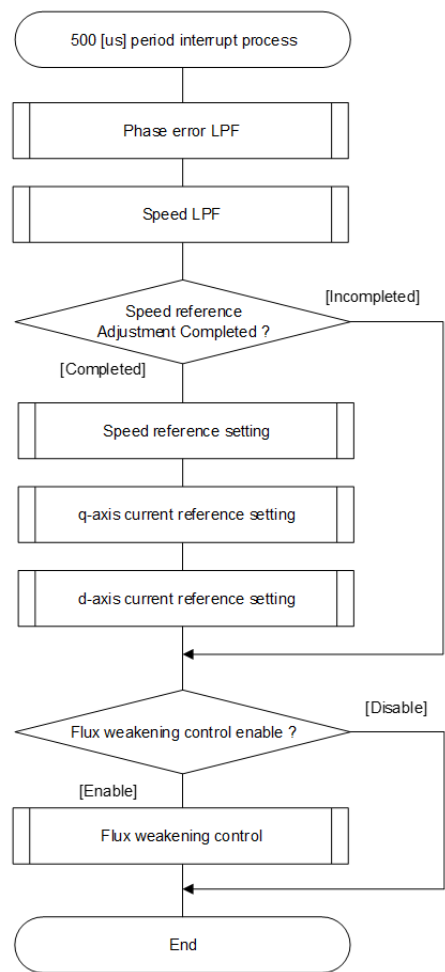 500 [us] period interrupt process
Phase error LPF
Speed LPF
[Incompleted]
Speed reference
Adjustment Completed ?
[Completed]
Speed reference setting
q-axis current reference setting
d-axis current reference setting
[Disable]
Flux weakening control enable ?
[Enable]
Flux weakening control
End